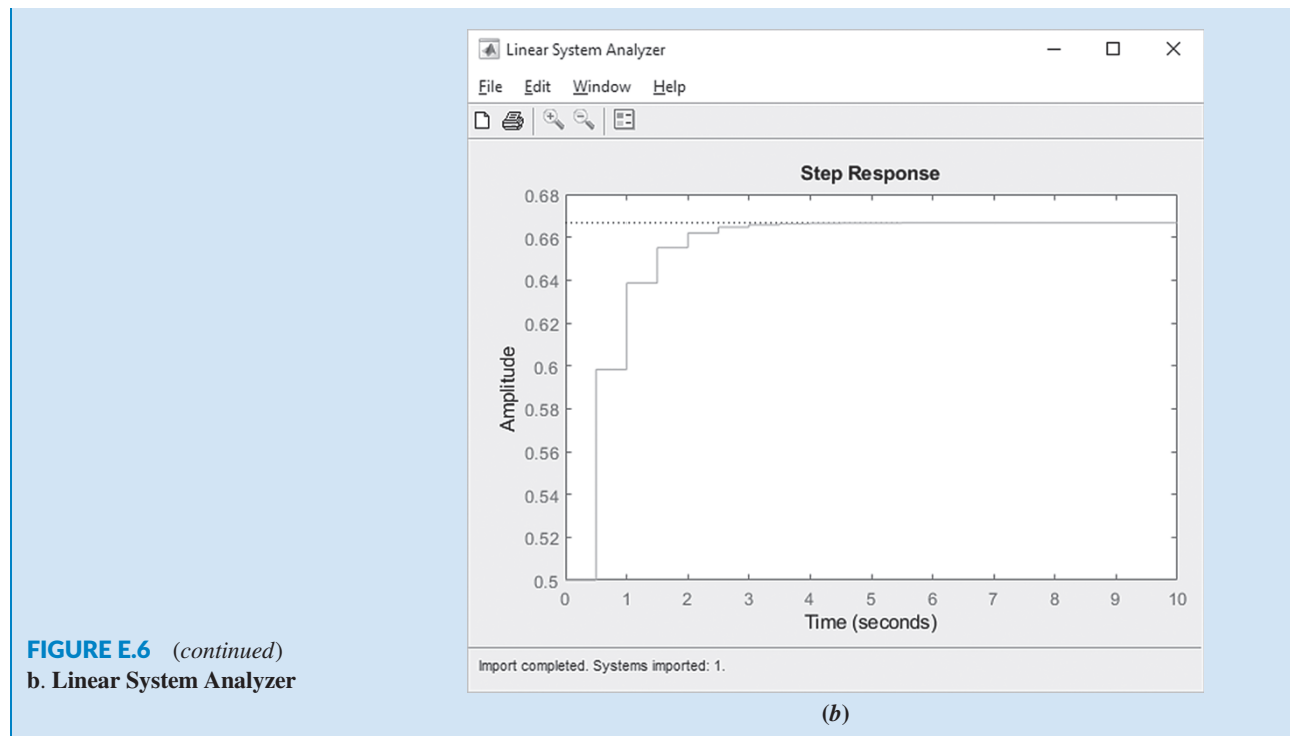 Linear System Analyzer
File Edit Window Help
Step Response
0.68
0.66
0.64
0.62
0.6
0.58
0.56
0.54
0.52
0.5
Amplitude
0 1 2 3 4 5 6 7 8 9 10
Time (seconds)
Import completed. Systems imported: 1.
(b)
FIGURE E.6 (continued)
b. Linear System Analyzer